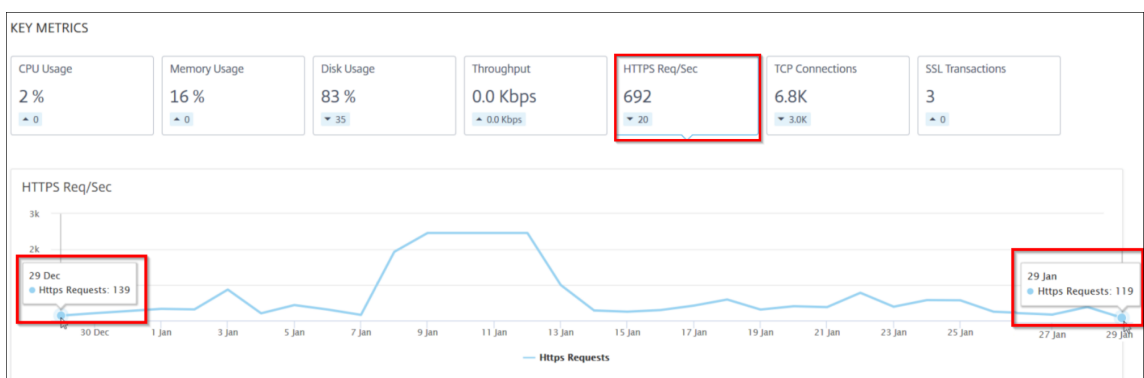 KEY METRICS
CPU Usage
2 %
▲ 0
Memory Usage
16 %
▲ 0
Disk Usage
83 %
▼ 35
Throughput
0.0 Kbps
▲ 0.0 Kbps
HTTPS Req/Sec
692
▼ 20
TCP Connections
6.8K
▼ 3.0K
SSL Transactions
3
▲ 0
HTTPS Req/Sec
3k
2k
29 Dec
Https Requests: 139
29 Jan
Https Requests: 119
30 Dec 1 Jan 3 Jan 5 Jan 7 Jan 9 Jan 11 Jan 13 Jan 15 Jan 17 Jan 19 Jan 21 Jan 23 Jan 25 Jan 27 Jan 29 Jan
Https Requests